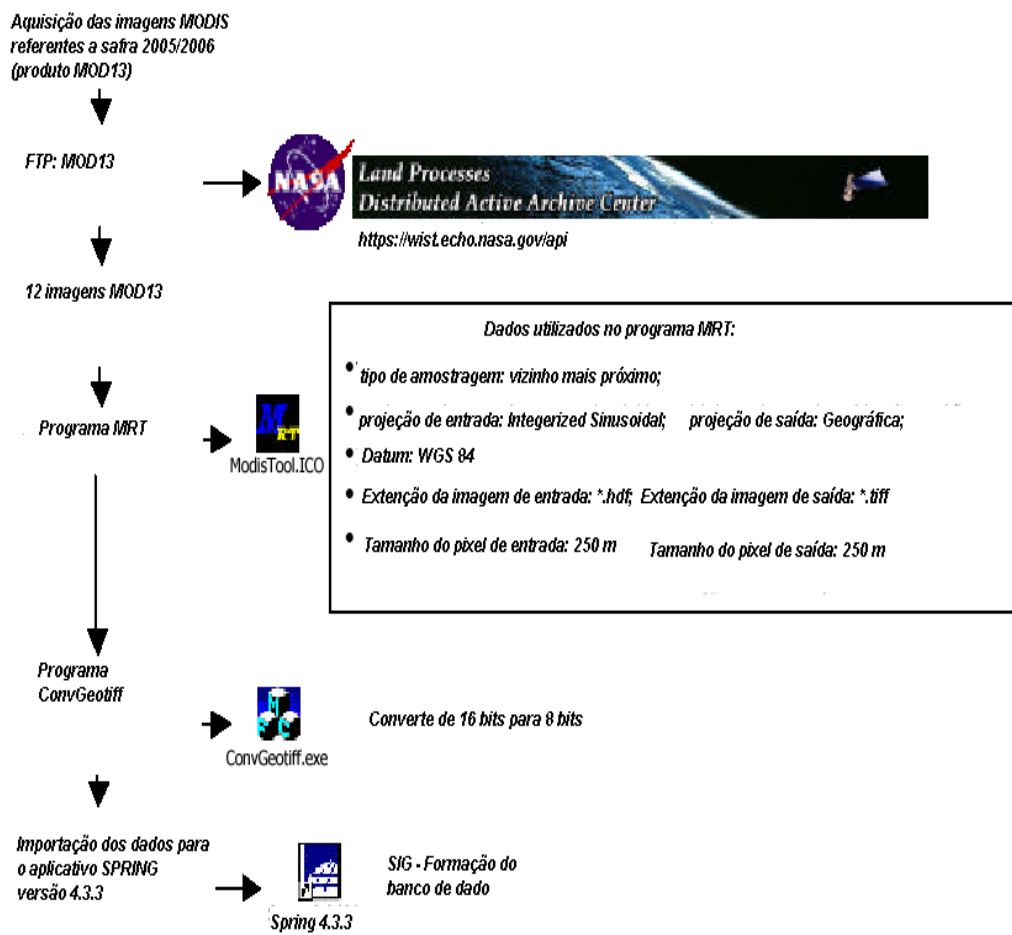 Aquisição das imagens MODIS
referentes a safra 2005/2006
(produto MOD13)
FTP: MOD13
NASA
Land Processes
Distributed Active Archive Center
https://wist.echo.nasa.gov/api
12 imagens MOD13
Dados utilizados no programa MRT:
tipo de amostragem: vizinho mais próximo;
projeção de entrada: Integerized Sinusoidal; projeção de saída: Geográfica;
Datum: WGS 84
Extenção da imagem de entrada: *.hdf; Extenção da imagem de saída: *.tiff
Tamanho do pixel de entrada: 250 m Tamanho do pixel de saída: 250 m
Programa MRT
MRT
ModisTool.ICO
Programa
ConvGeotiff
ConvGeotiff.exe
Converte de 16 bits para 8 bits
Importação dos dados para
o aplicativo SPRING
versão 4.3.3
Spring 4.3.3
SIG - Formação do
banco de dado